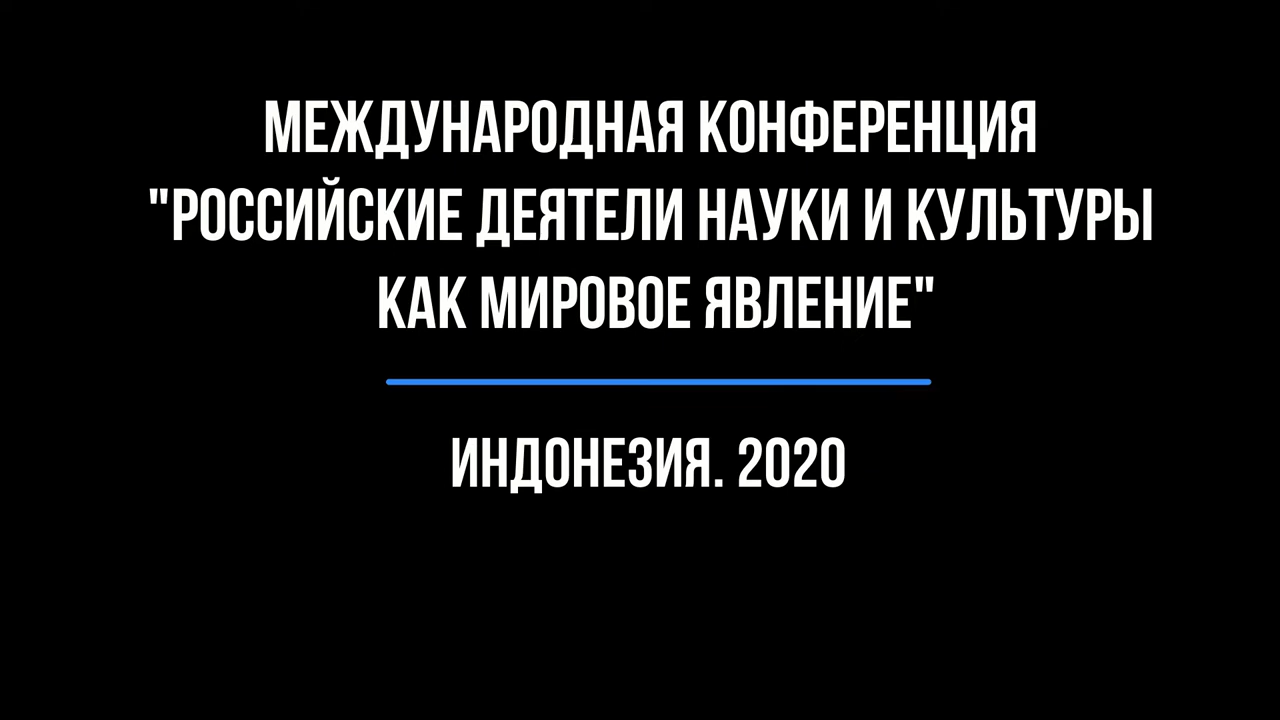 МЕЖДУНАРОДНАЯ КОНФЕРЕНЦИЯ
"РОССИЙСКИЕ ДЕЯТЕЛИ НАУКИ И КУЛЬТУРЫ
КАК МИРОВОЕ ЯВЛЕНИЕ"
ИНДОНЕЗИЯ. 2020